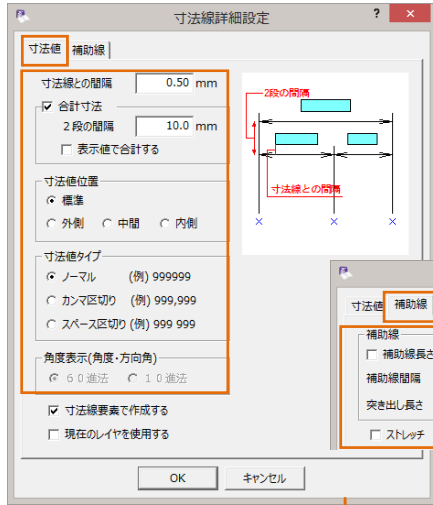 寸法線詳細設定
?
×
寸法値
補助線
寸法線との間隔
0.50 mm
合計寸法
2段の間隔
10.0 mm
表示値で合計する
寸法値位置
標準
外側
中間
内側
寸法値タイプ
ノーマル (例) 999999
カンマ区切り (例) 999,999
スペース区切り (例) 999 999
角度表示(角度・方向角)
60進法
10進法
寸法線要素で作成する
現在のレイヤを使用する
OK
キャンセル
2段の間隔
寸法線との間隔
寸法値
補助線
補助線
補助線長さ
補助線間隔
突き出し長さ
ストレッチ